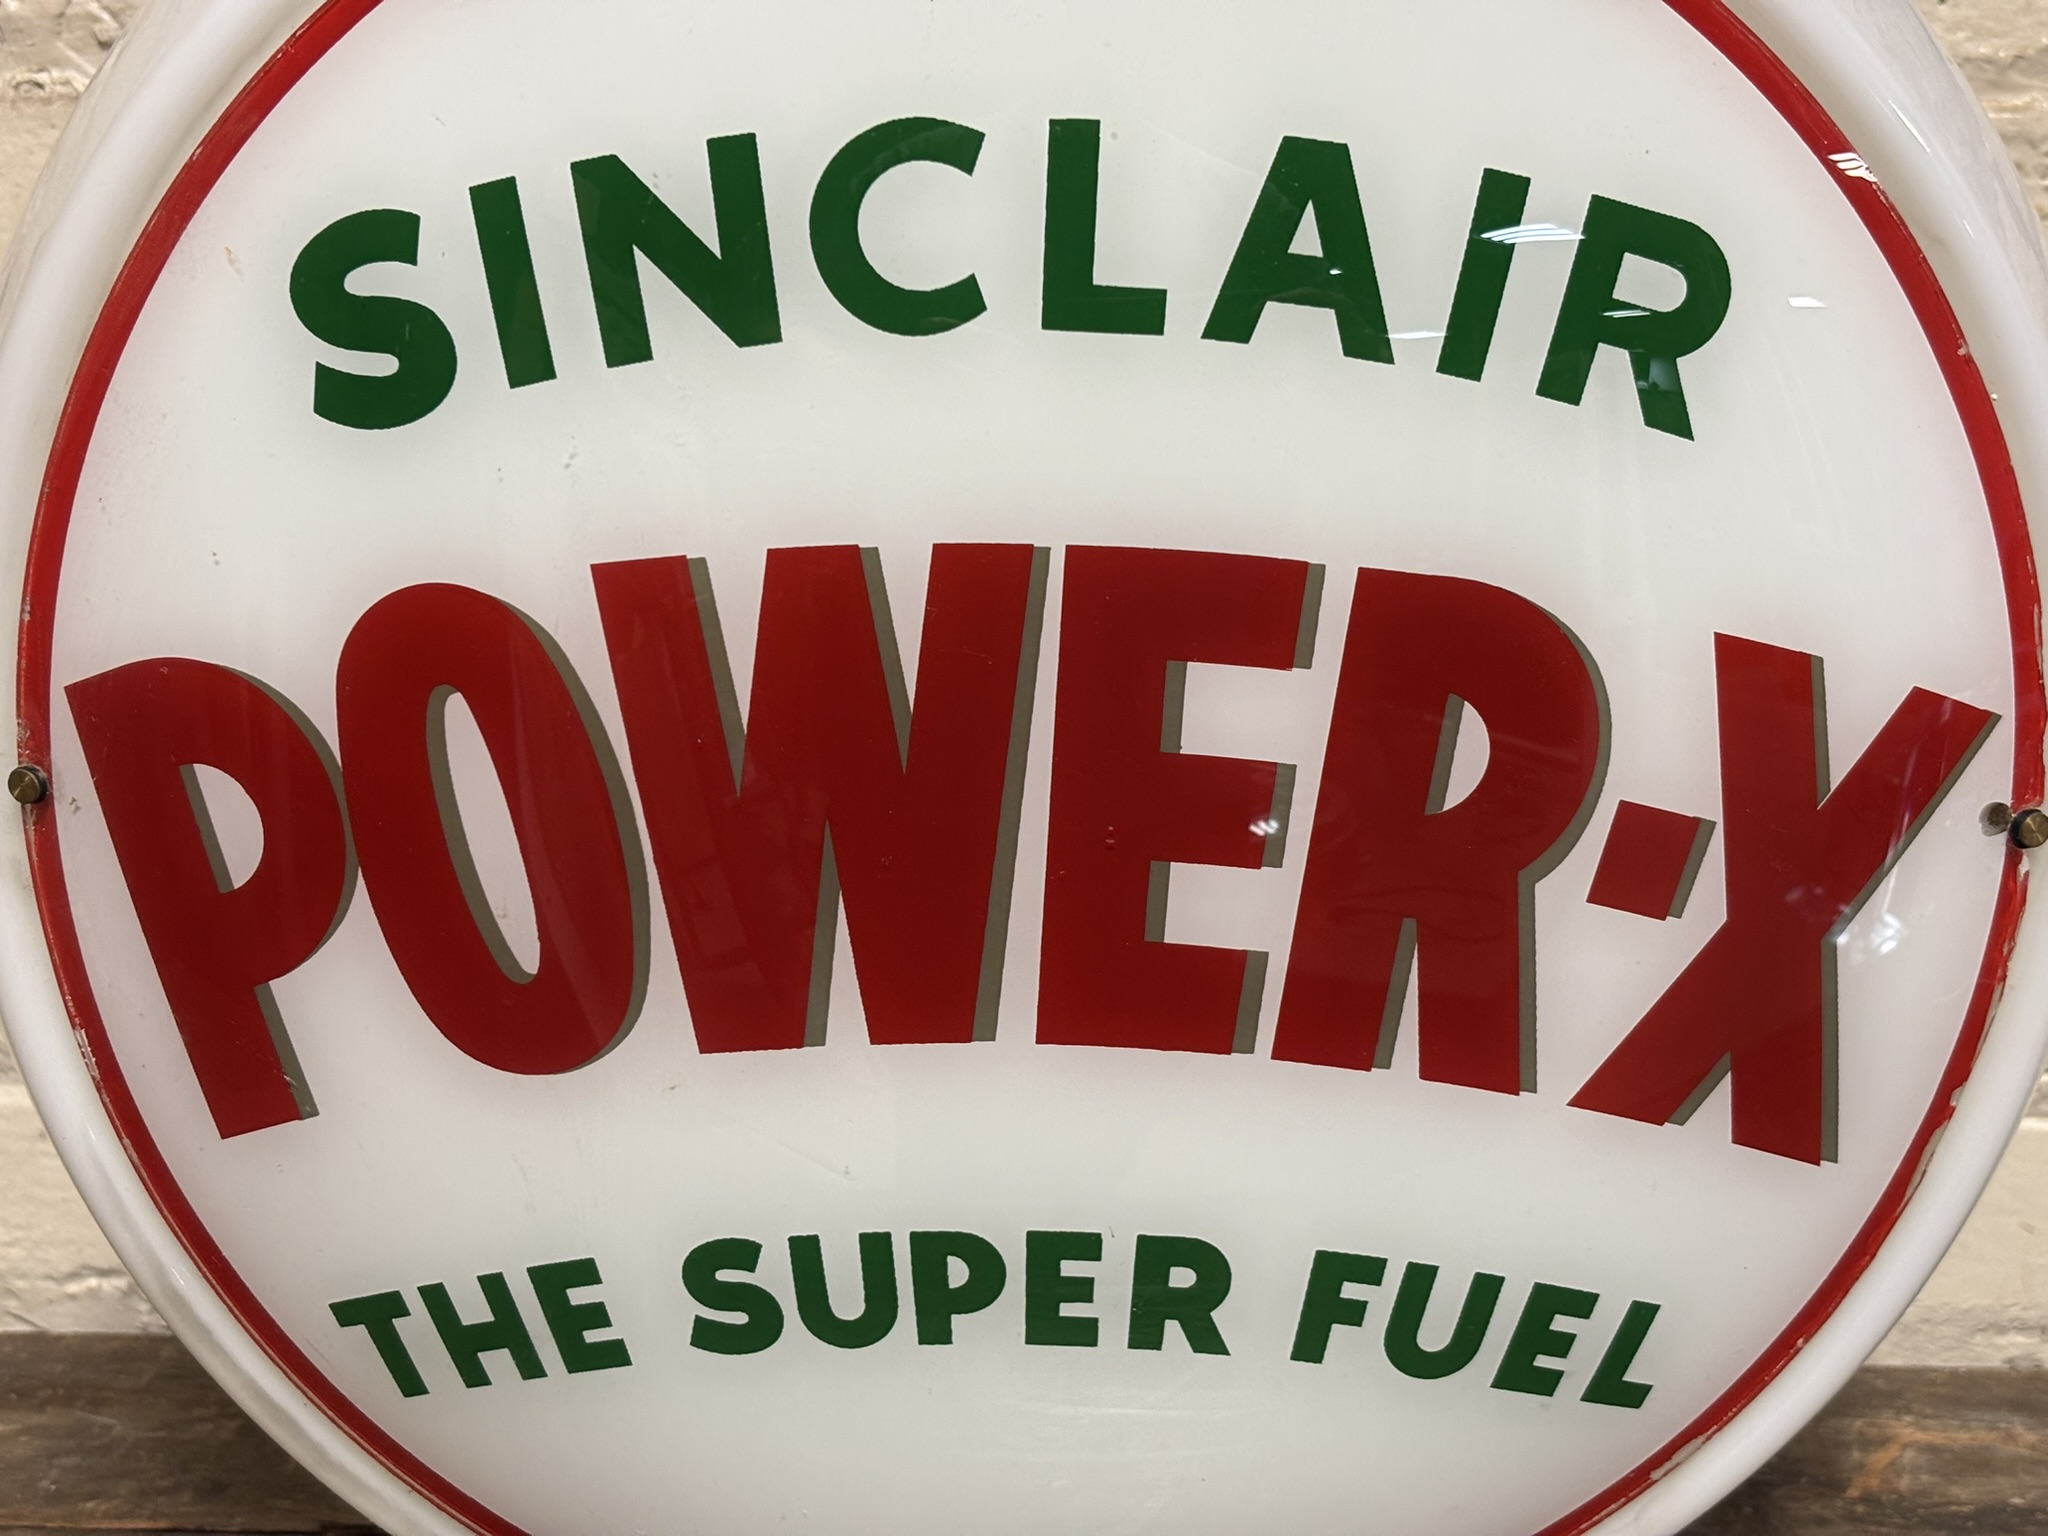 SINCLAIR
POWER-X
THE SUPER FUEL